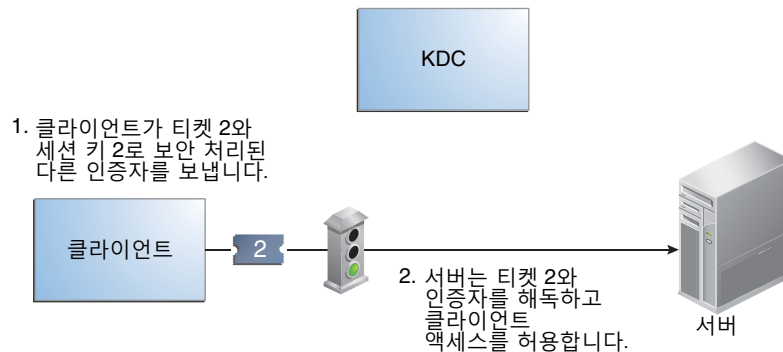 KDC
1. 클라이언트가 티켓 2와
세션 키 2로 보안 처리된
다른 인증자를 보냅니다.
클라이언트
2
2. 서버는 티켓 2와
인증자를 해독하고
클라이언트
액세스를 허용합니다.
서버